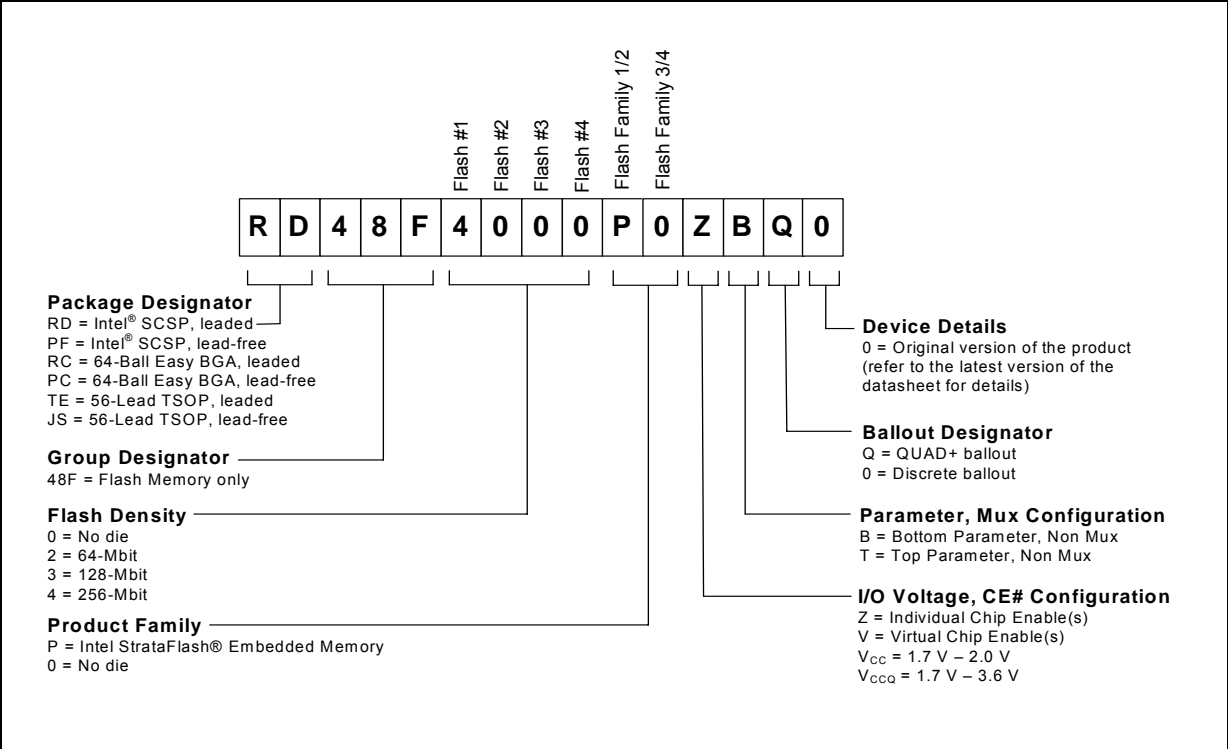 Flash #1
Flash #2
Flash #3
Flash #4
Flash Family 1/2
Flash Family 3/4
R D 4 8 F 4 0 0 0 P 0 Z B Q 0
Package Designator
RD = Intel® SCSP, leaded
PF = Intel® SCSP, lead-free
RC = 64-Ball Easy BGA, leaded
PC = 64-Ball Easy BGA, lead-free
TE = 56-Lead TSOP, leaded
JS = 56-Lead TSOP, lead-free
Group Designator
48F = Flash Memory only
Flash Density
0 = No die
2 = 64-Mbit
3 = 128-Mbit
4 = 256-Mbit
Product Family
P = Intel StrataFlash® Embedded Memory
0 = No die
Device Details
0 = Original version of the product
(refer to the latest version of the
datasheet for details)
Ballout Designator
Q = QUAD+ ballout
0 = Discrete ballout
Parameter, Mux Configuration
B = Bottom Parameter, Non Mux
T = Top Parameter, Non Mux
I/O Voltage, CE# Configuration
Z = Individual Chip Enable(s)
V = Virtual Chip Enable(s)
VCC = 1.7 V – 2.0 V
VCCQ = 1.7 V – 3.6 V